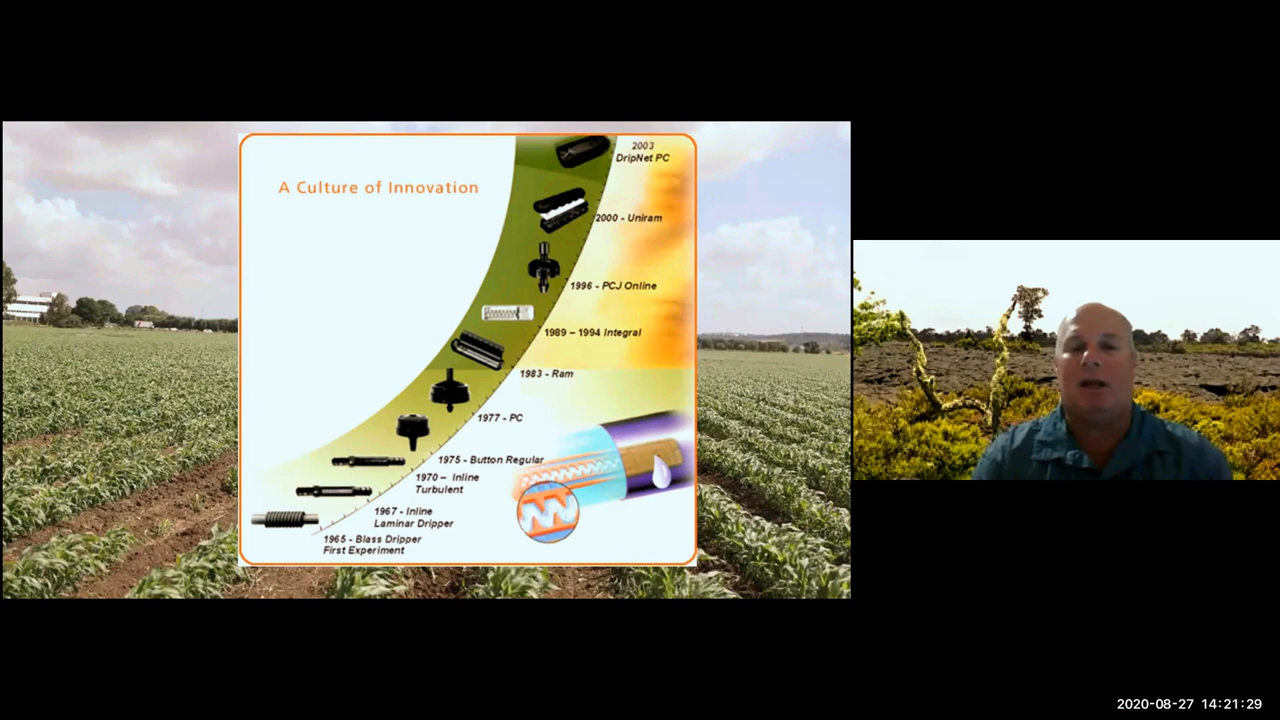 A Culture of Innovation
2003
DripNet PC
2000 - Uniram
1996 - PCJ Online
1989 – 1994 Integral
1983 - Ram
1977 - PC
1975 - Button Regular
1970 – Inline
Turbulent
1967 - Inline
Laminar Dripper
1965 - Blass Dripper
First Experiment
2020-08-27 14:21:29